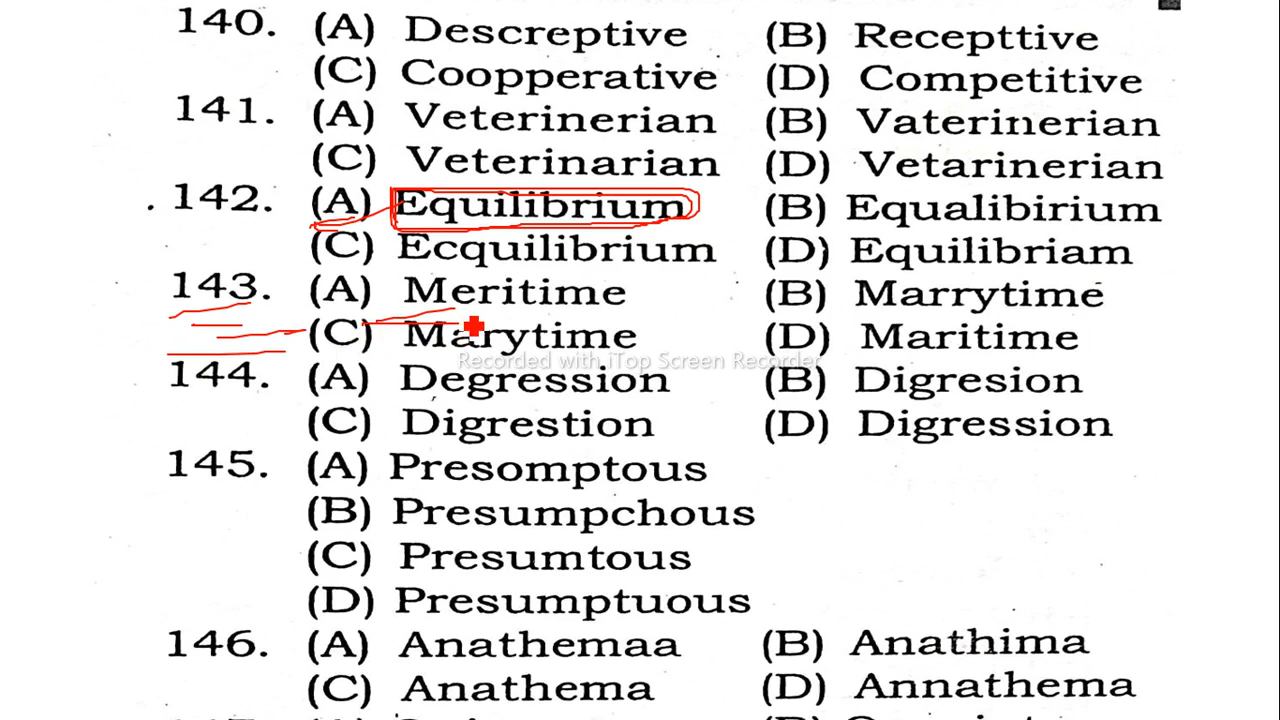 140. (A) Descreptive (B) Recepttive
(C) Coopperative (D) Competitive
141. (A) Veterinerian (B) Vaterinerian
(C) Veterinarian (D) Vetarinerian
142. (A) Equilibrium (B) Equalibirium
(C) Ecquilibrium (D) Equilibriam
143. (A) Meritime (B) Marrytime
(C) Marytime (D) Maritime
Recorded with iTop Screen Recorder
144. (A) Degression (B) Digresion
(C) Digrestion (D) Digression
145. (A) Presomptous
(B) Presumpchous
(C) Presumtous
(D) Presumptuous
146. (A) Anathemaa (B) Anathima
(C) Anathema (D) Annathema